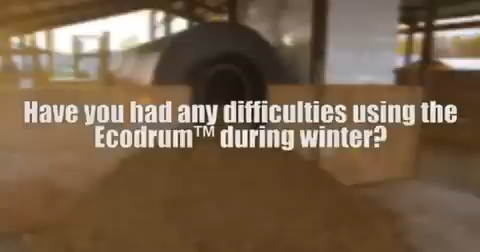 Have you had any difficulties using the
Ecodrum™ during winter?